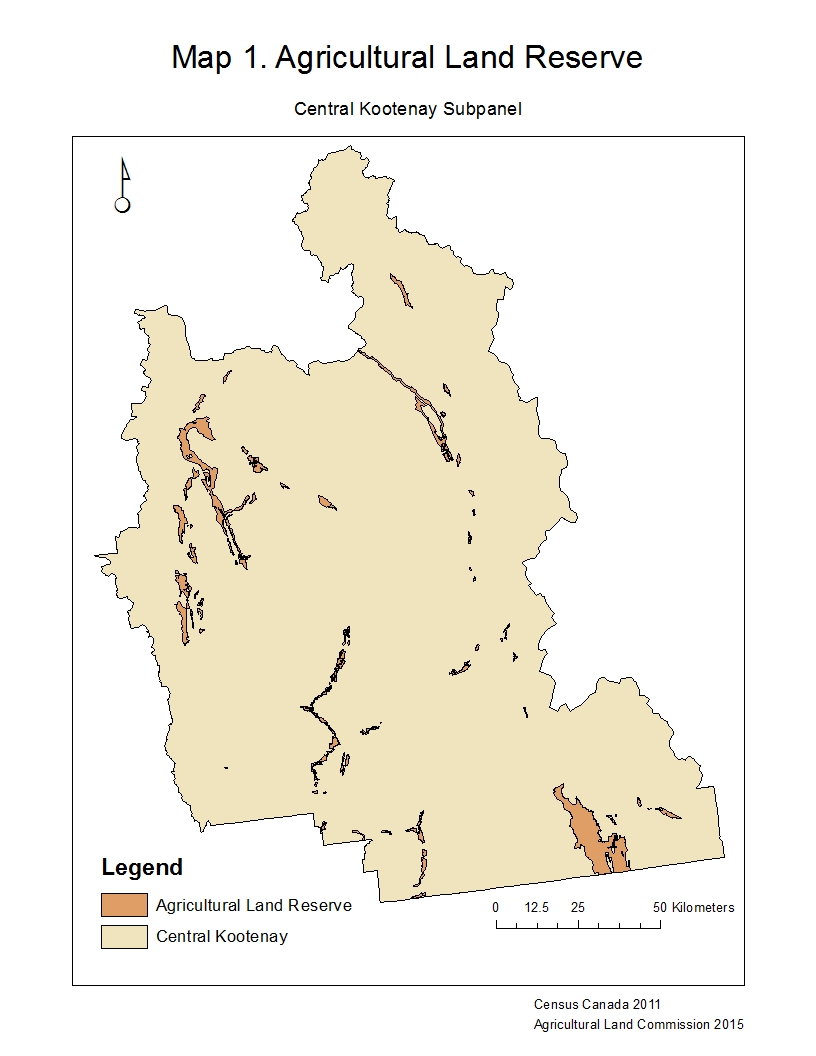 Map 1. Agricultural Land Reserve
Central Kootenay Subpanel
Legend
Agricultural Land Reserve
Central Kootenay
0 12.5 25 50 Kilometers
Census Canada 2011
Agricultural Land Commission 2015